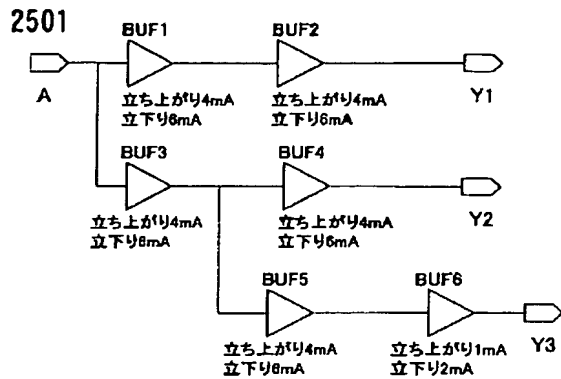 2501
BUF1 BUF2
A Y1
立ち上がり4mA 立ち上がり4mA
立下り6mA 立下り6mA
BUF3 BUF4
Y2
立ち上がり4mA 立ち上がり4mA
立下り6mA 立下り6mA
BUF5 BUF6
Y3
立ち上がり4mA 立ち上がり1mA
立下り6mA 立下り2mA